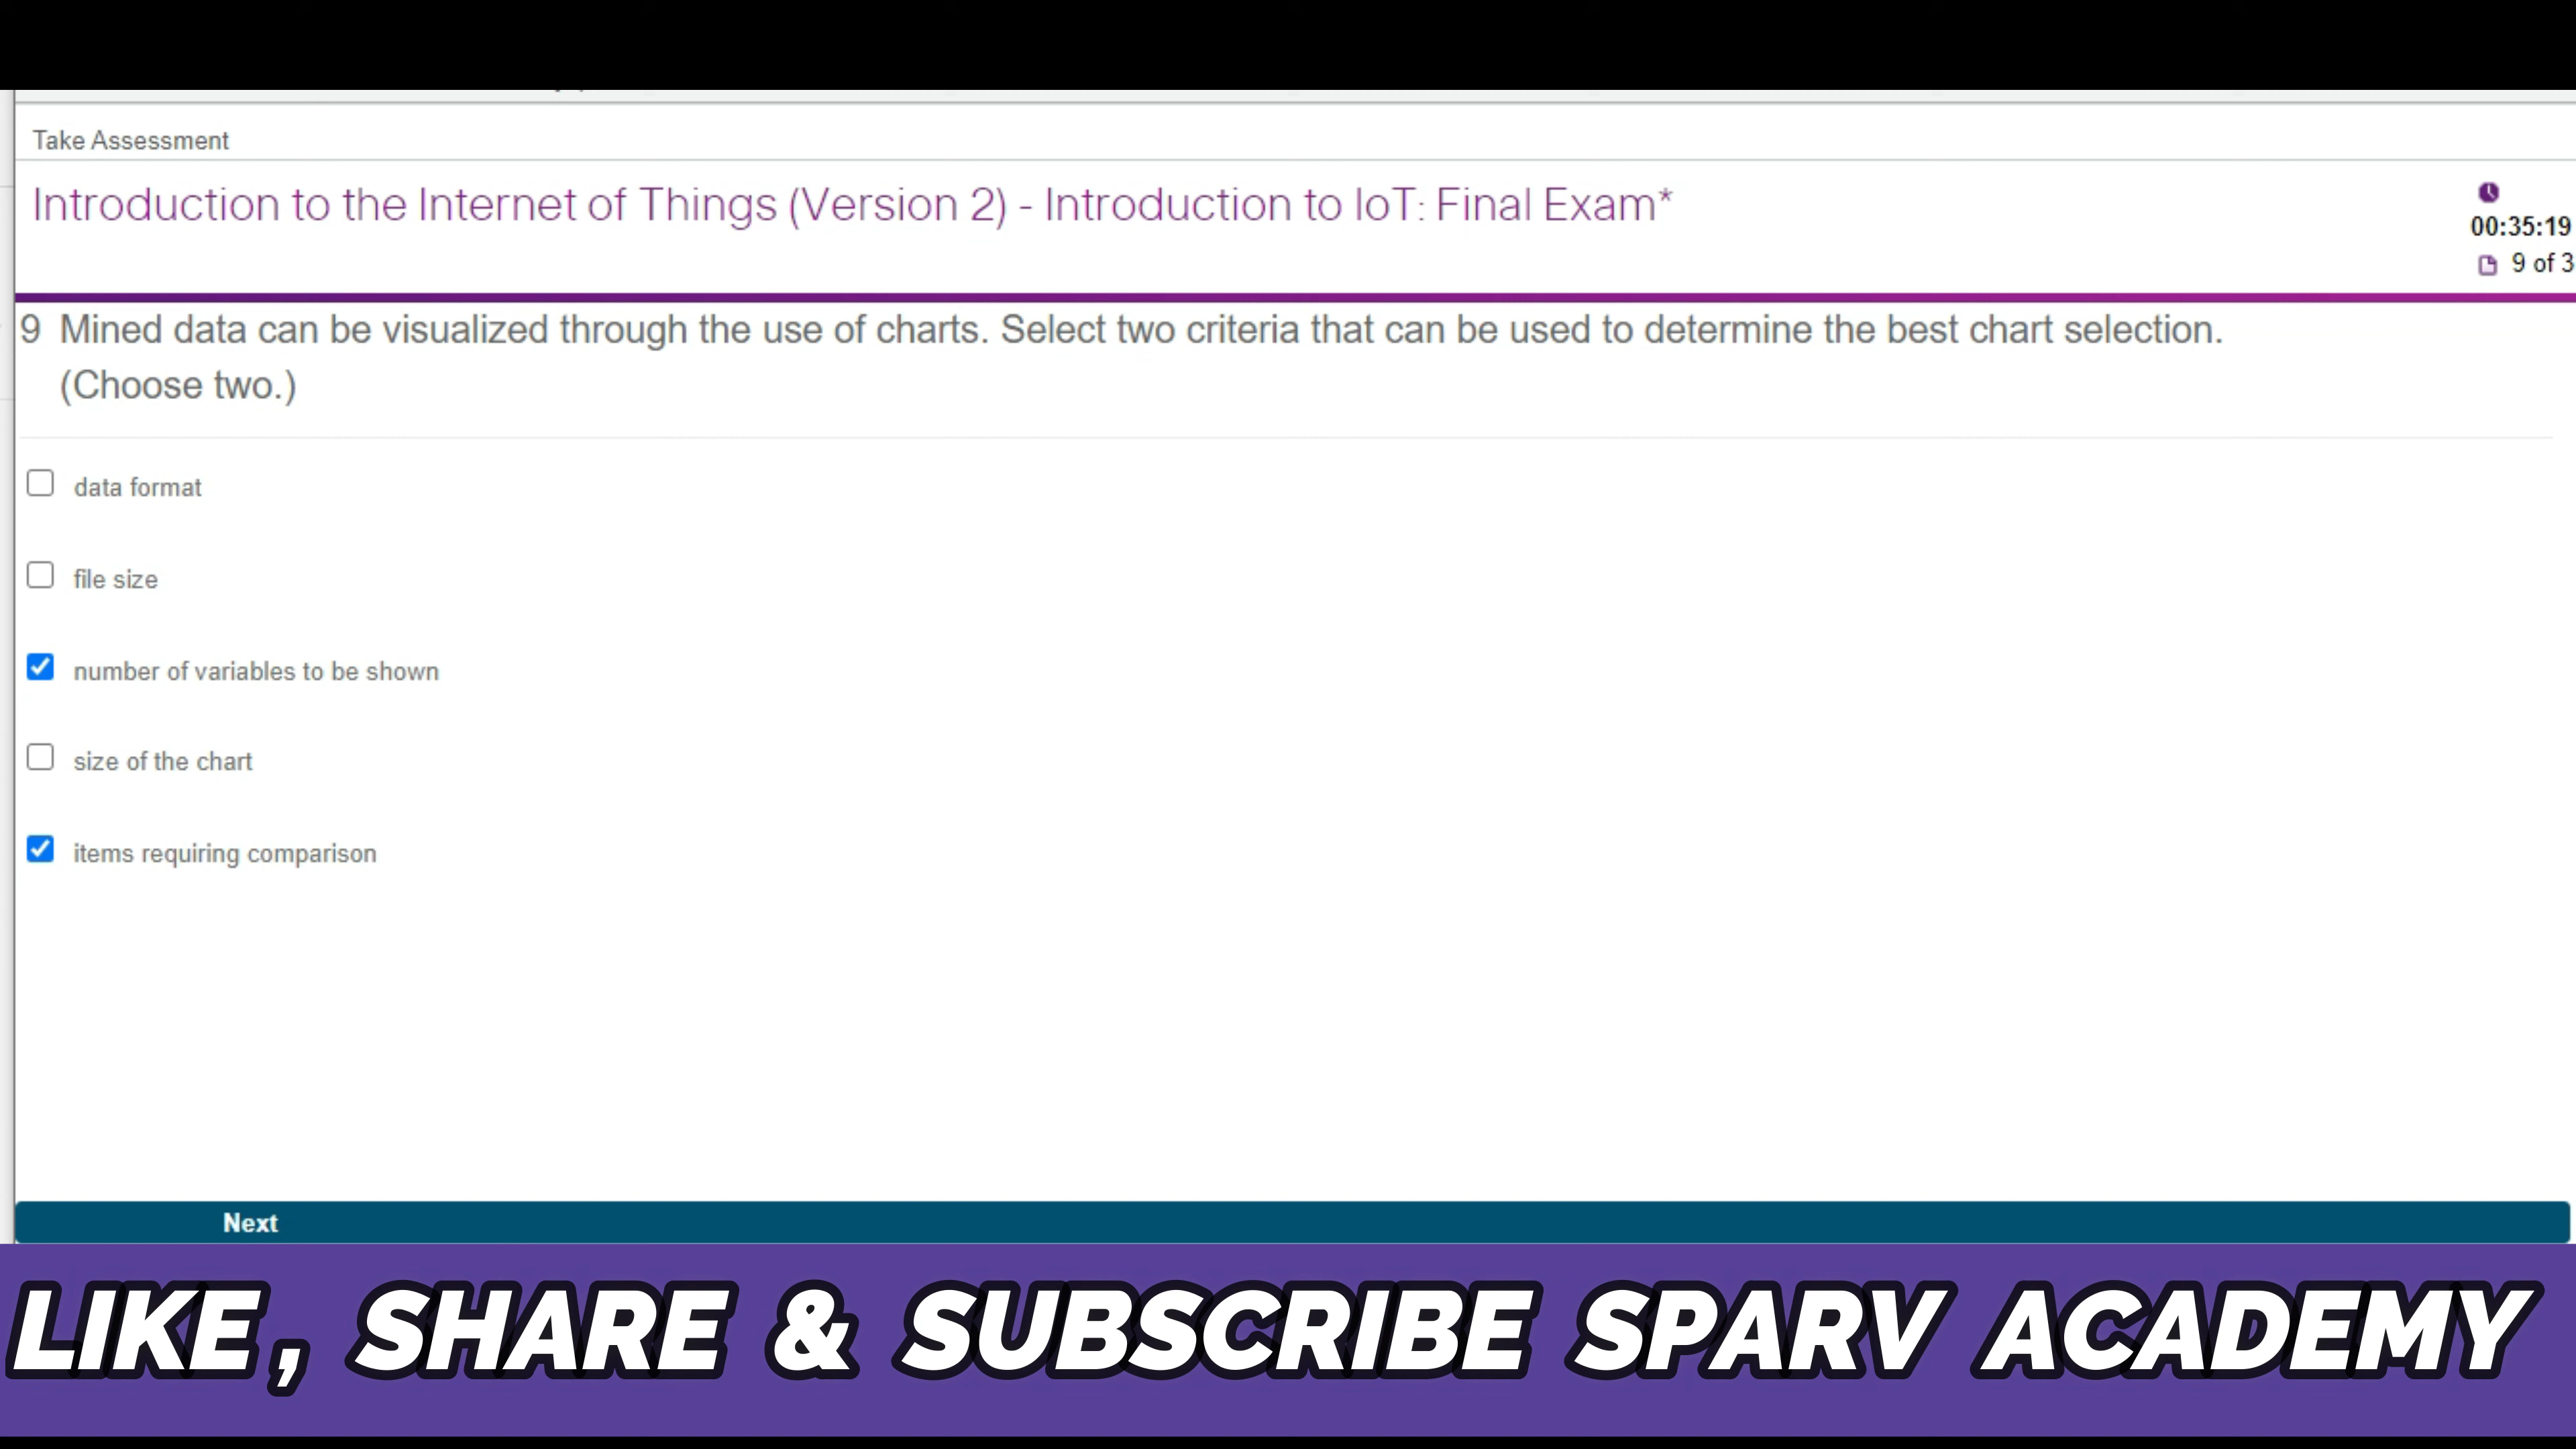 Take Assessment
Introduction to the Internet of Things (Version 2) - Introduction to IoT: Final Exam*
00:35:19
9 of 3
9 Mined data can be visualized through the use of charts. Select two criteria that can be used to determine the best chart selection.
(Choose two.)
data format
file size
number of variables to be shown
size of the chart
items requiring comparison
Next
LIKE, SHARE & SUBSCRIBE SPARV ACADEMY